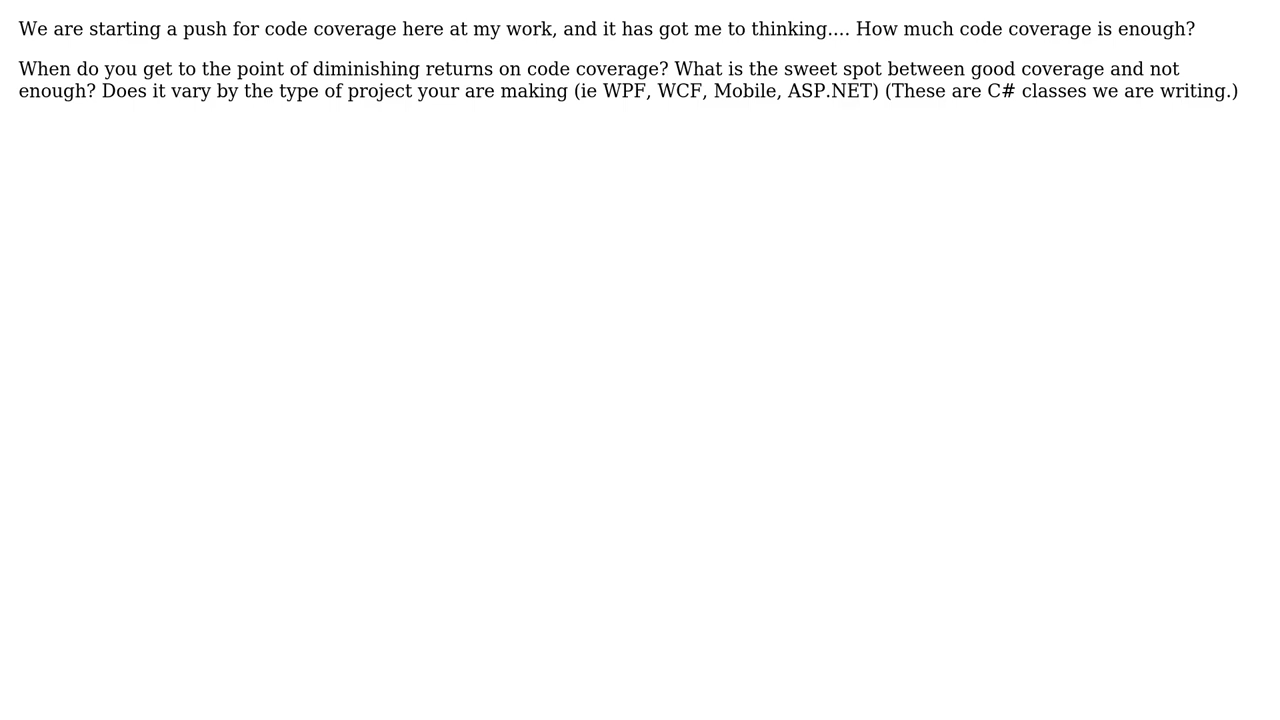 We are starting a push for code coverage here at my work, and it has got me to thinking.... How much code coverage is enough?
When do you get to the point of diminishing returns on code coverage? What is the sweet spot between good coverage and not
enough? Does it vary by the type of project your are making (ie WPF, WCF, Mobile, ASP.NET) (These are C# classes we are writing.)